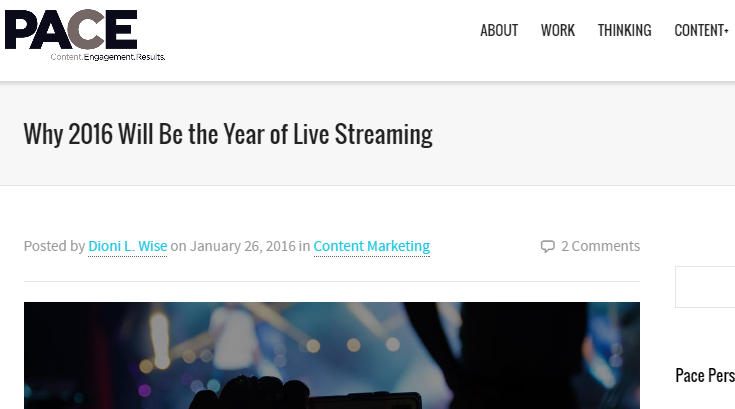 PACE
Content.Engagement.Results.
ABOUT WORK THINKING CONTENT+
Why 2016 Will Be the Year of Live Streaming
Posted by Dioni L. Wise on January 26, 2016 in Content Marketing 2 Comments
Pace Pers